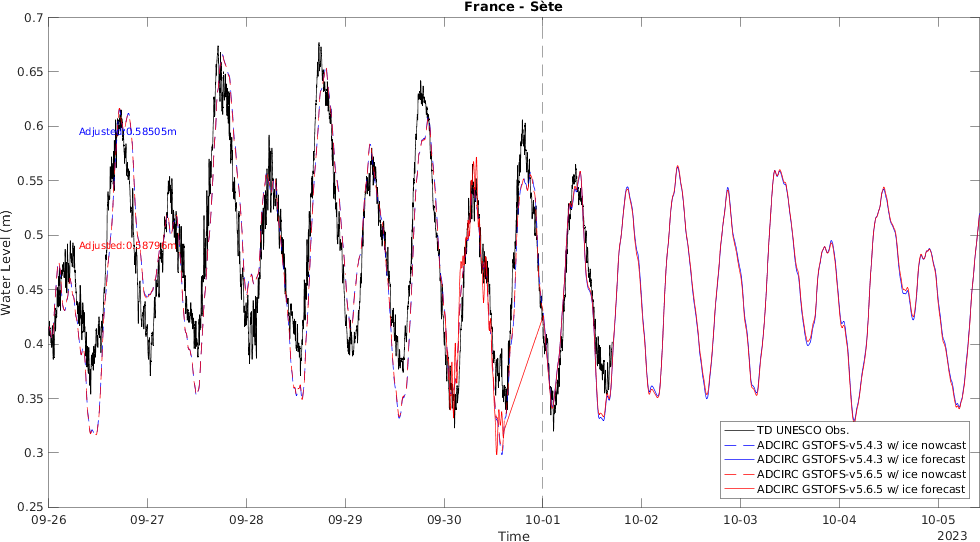 France - Sète
0.7
0.65
0.6
0.55
0.5
0.45
0.4
0.35
0.3
0.25
Water Level (m)
Adjusted:0.58505m
Adjusted:0.58796m
TD UNESCO Obs.
ADCIRC GSTOFS-v5.4.3 w/ ice nowcast
ADCIRC GSTOFS-v5.4.3 w/ ice forecast
ADCIRC GSTOFS-v5.6.5 w/ ice nowcast
ADCIRC GSTOFS-v5.6.5 w/ ice forecast
09-26 09-27 09-28 09-29 09-30 10-01 10-02 10-03 10-04 10-05
Time
2023